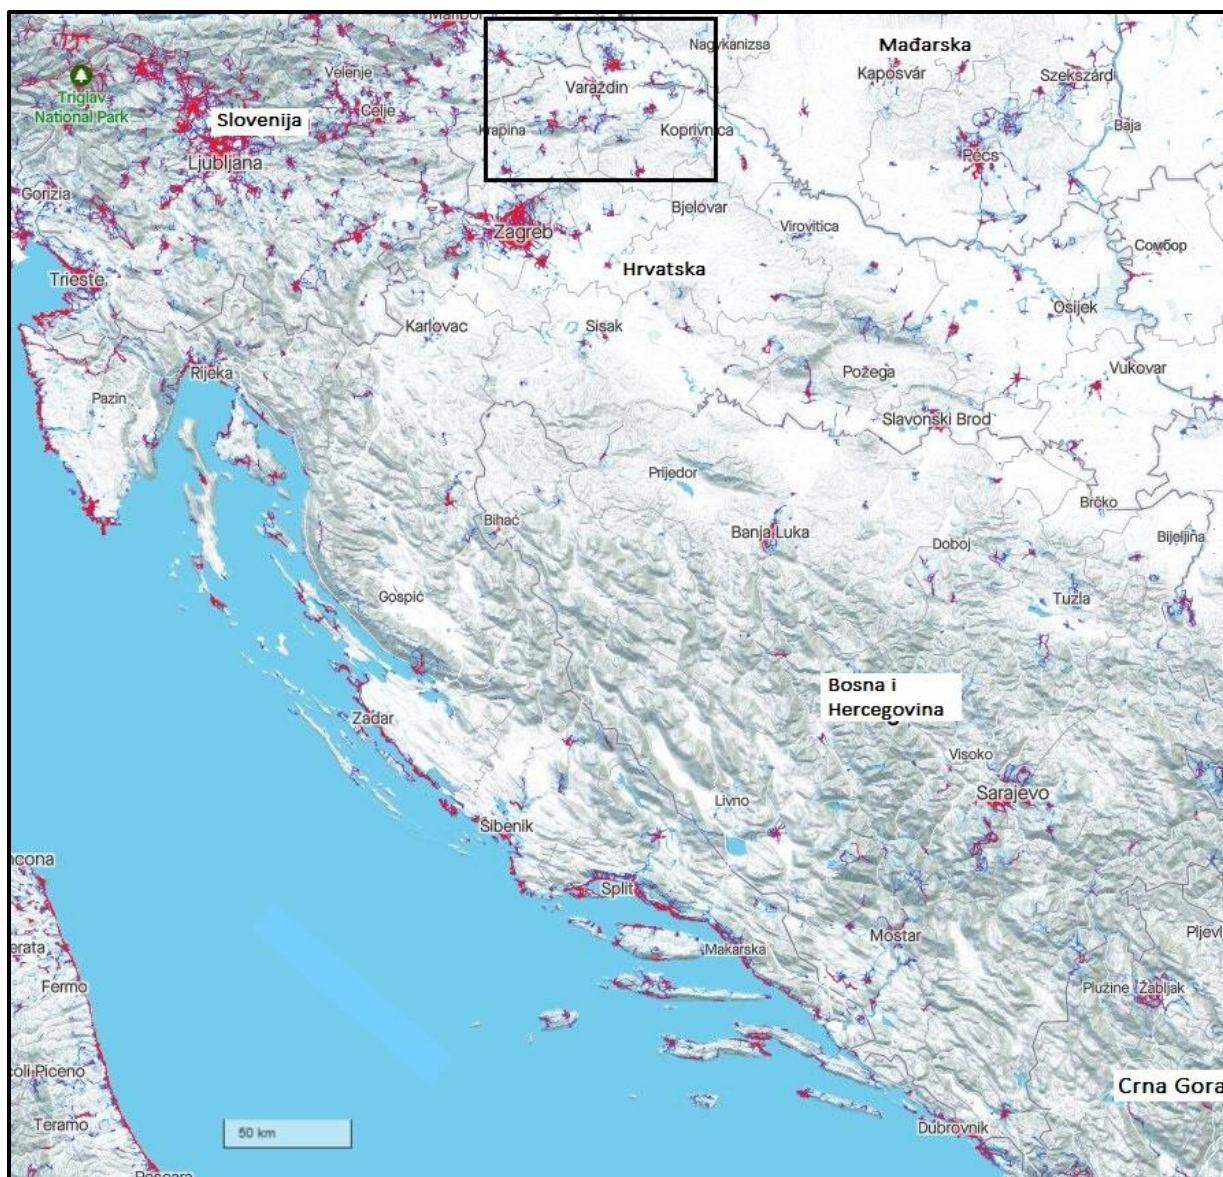 Maribor
Nagykanizsa
Mađarska
Kaposvár
Szekszárd
Velenje
Triglav
National Park
Celje
Varaždin
Slovenija
Krapina
Koprivnica
Baja
Ljubljana
Pécs
Gorizia
Bjelovar
Virovitica
Zagreb
Сомбор
Trieste
Hrvatska
Osijek
Karlovac
Sisak
Rijeka
Požega
Vukovar
Pazin
Slavonski Brod
Prijedor
Brčko
Bihać
Banja Luka
Doboj
Bijeljina
Gospić
Tuzla
Bosna i
Hercegovina
Zadar
Visoko
Sarajevo
Livno
Šibenik
ncona
Split
Mostar
Makarska
Pljevl
erata
Fermo
Plužine
Žabljak
coli Piceno
Crna Gora
Teramo
50 km
Dubrovnik
Pescara